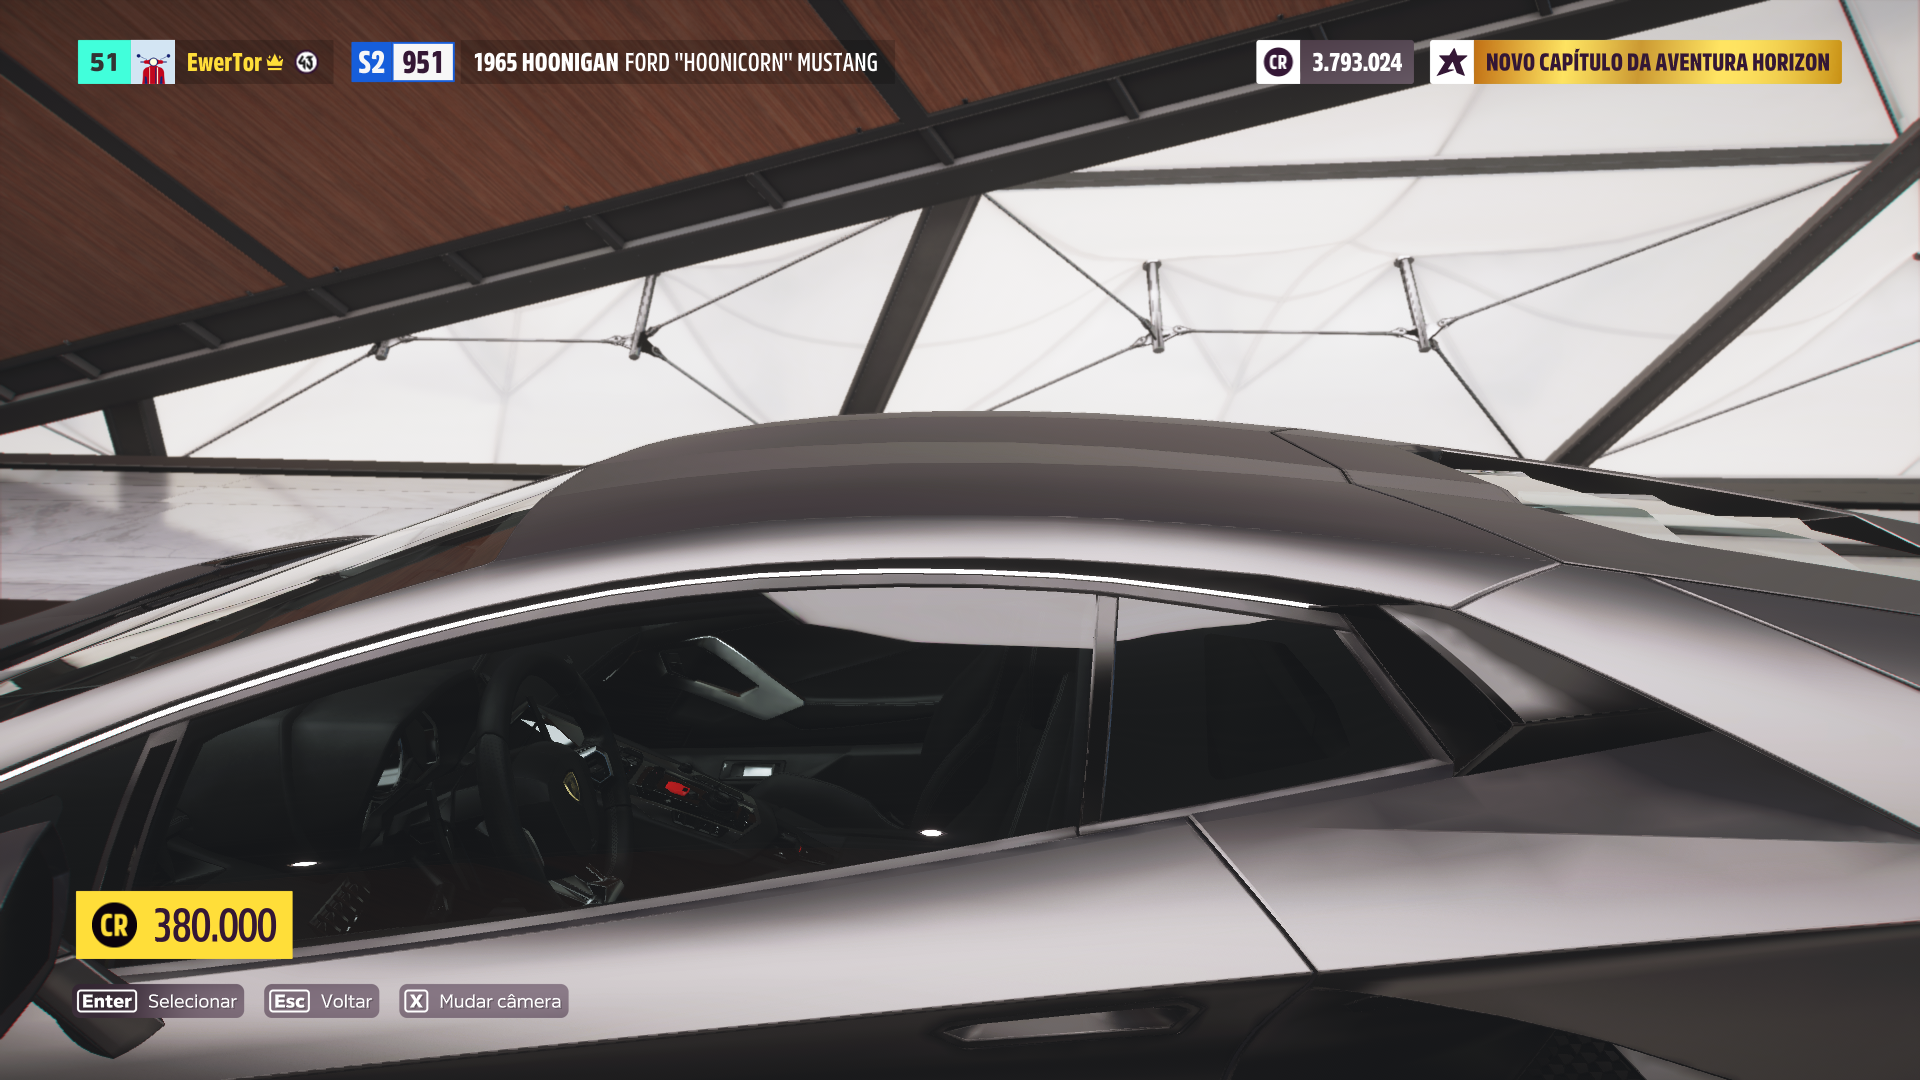 51 EwerTor 43 S2 951 1965 HOONIGAN FORD "HOONICORN" MUSTANG CR 3.793.024 NOVO CAPÍTULO DA AVENTURA HORIZON
CR 380.000
Enter Selecionar Esc Voltar X Mudar câmera